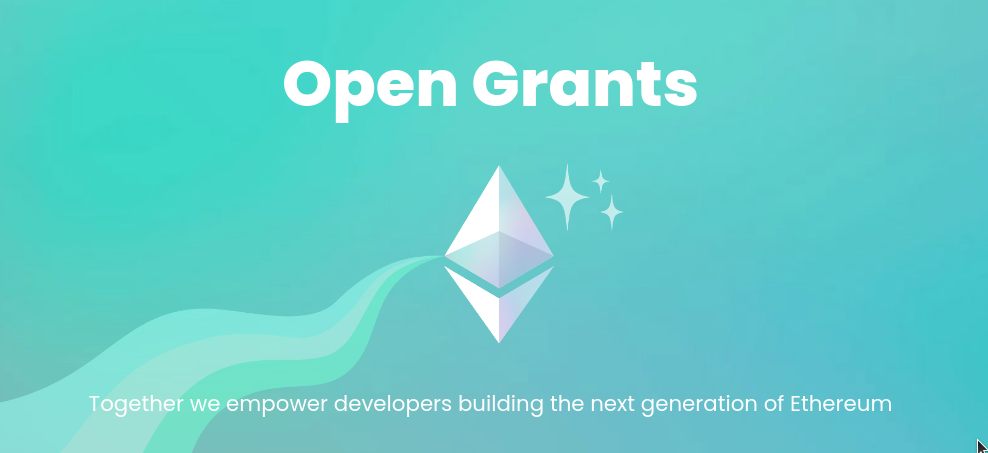 Open Grants
Together we empower developers building the next generation of Ethereum